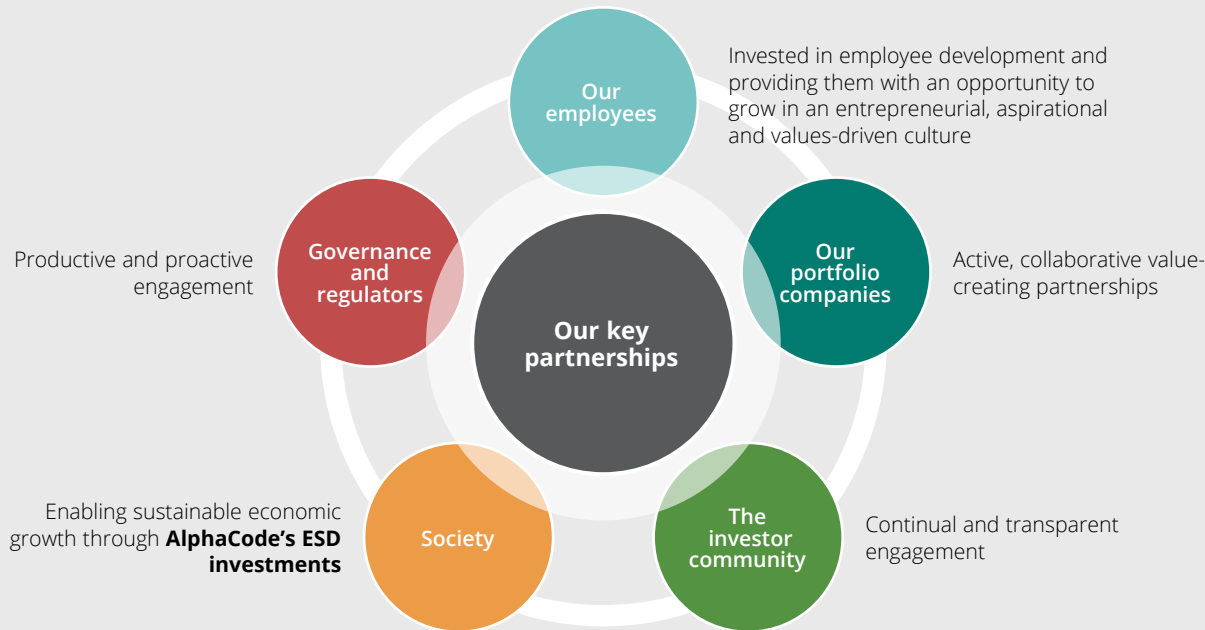 Our
employees
Invested in employee development and
providing them with an opportunity to
grow in an entrepreneurial, aspirational
and values-driven culture
Governance
and
regulators
Productive and proactive
engagement
Our
portfolio
companies
Active, collaborative value-
creating partnerships
Our key
partnerships
Society
Enabling sustainable economic
growth through AlphaCode’s ESD
investments
The
investor
community
Continual and transparent
engagement